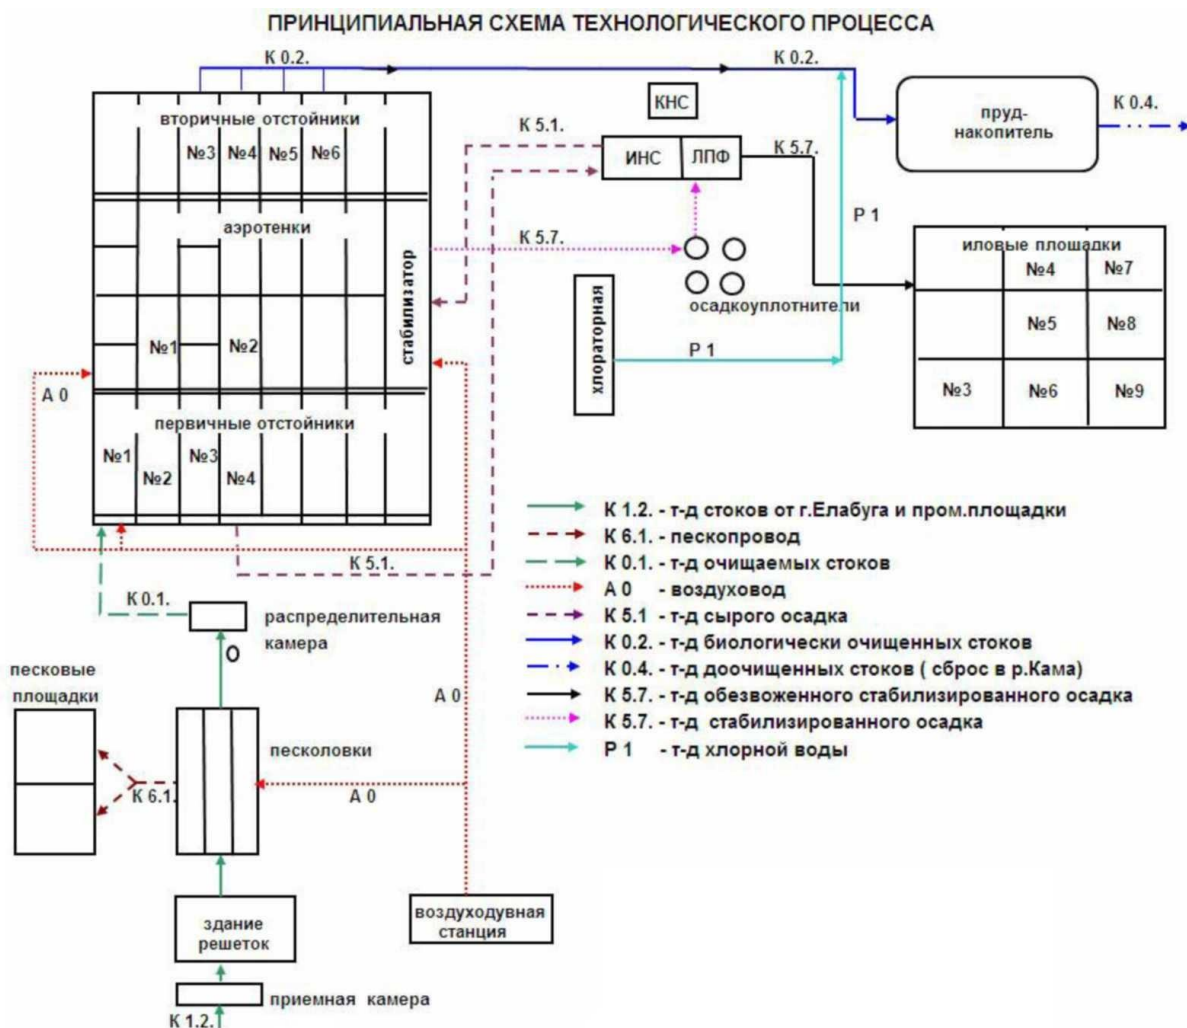 ПРИНЦИПИАЛЬНАЯ СХЕМА ТЕХНОЛОГИЧЕСКОГО ПРОЦЕССА
К 0.2.
К 0.2.
вторичные отстойники
№3
№4
№5
№6
КНС
К 5.1.
ИНС
ЛПФ
К 5.7.
пруд-
накопитель
К 0.4.
аэротенки
стабилизатор
К 5.7.
осадкоуплотнители
Р 1
иловые площадки
№4
№7
№5
№8
№3
№6
№9
№1
№2
хлораторная
Р 1
А 0
первичные отстойники
№1
№2
№3
№4
К 5.1.
К 0.1.
распределительная
камера
песковые
площадки
песколовки
К 6.1.
А 0
А 0
здание
решеток
воздуходувная
станция
приемная камера
К 1.2.
К 1.2. - т-д стоков от г.Елабуга и пром.площадки
К 6.1. - пескопровод
К 0.1. - т-д очищаемых стоков
А 0 - воздуховод
К 5.1 - т-д сырого осадка
К 0.2. - т-д биологически очищенных стоков
К 0.4. - т-д доочищенных стоков ( сброс в р.Кама)
К 5.7. - т-д обезвоженного стабилизированного осадка
К 5.7. - т-д стабилизированного осадка
Р 1 - т-д хлорной воды